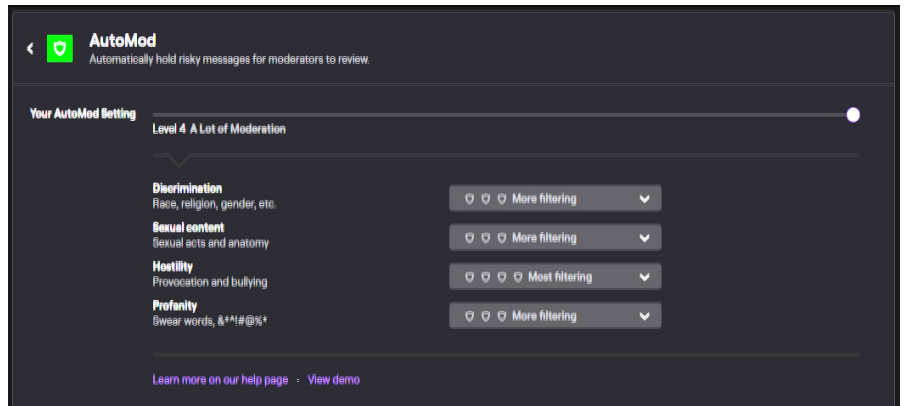 AutoMod
Automatically hold risky messages for moderators to review.
Your AutoMod Setting
Level 4 A Lot of Moderation
Discrimination
Race, religion, gender, etc.
More filtering
Sexual content
Sexual acts and anatomy
More filtering
Hostility
Provocation and bullying
Most filtering
Profanity
Swear words, &*^!#@%*
More filtering
Learn more on our help page - View demo